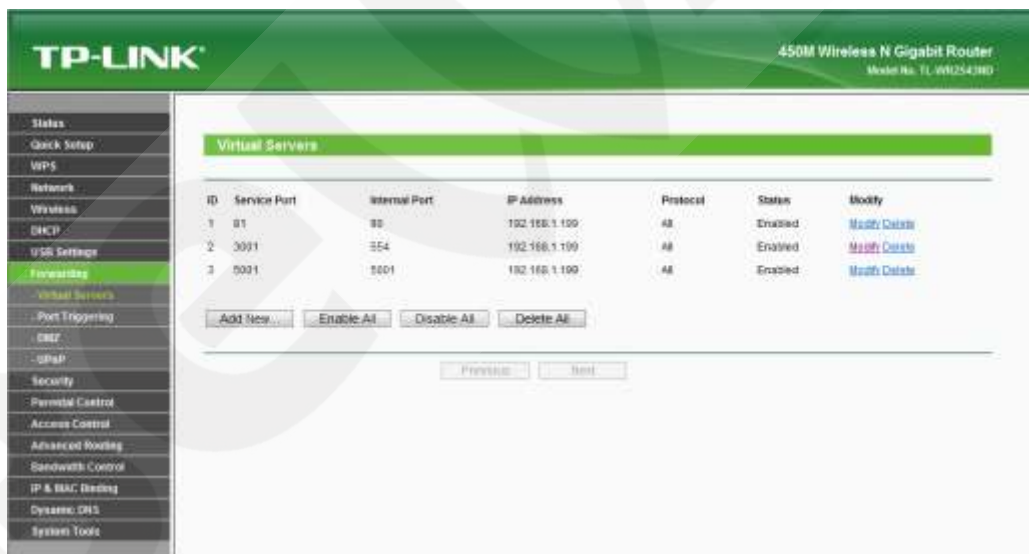 TP-LINK
450M Wireless N Gigabit Router
Model No. TL-WR2543ND
Status
Quick Setup
WPS
Network
Wireless
DHCP
USB Settings
Forwarding
- Virtual Servers
- Port Triggering
- DMZ
- UPnP
Security
Parental Control
Access Control
Advanced Routing
Bandwidth Control
IP & MAC Binding
Dynamic DNS
System Tools
Virtual Servers
ID Service Port Internal Port IP Address Protocol Status Modify
1 81 80 192.168.1.199 All Enabled Modify Delete
2 3001 554 192.168.1.199 All Enabled Modify Delete
3 5001 5001 192.168.1.199 All Enabled Modify Delete
Add New... Enable All Disable All Delete All
Previous Next